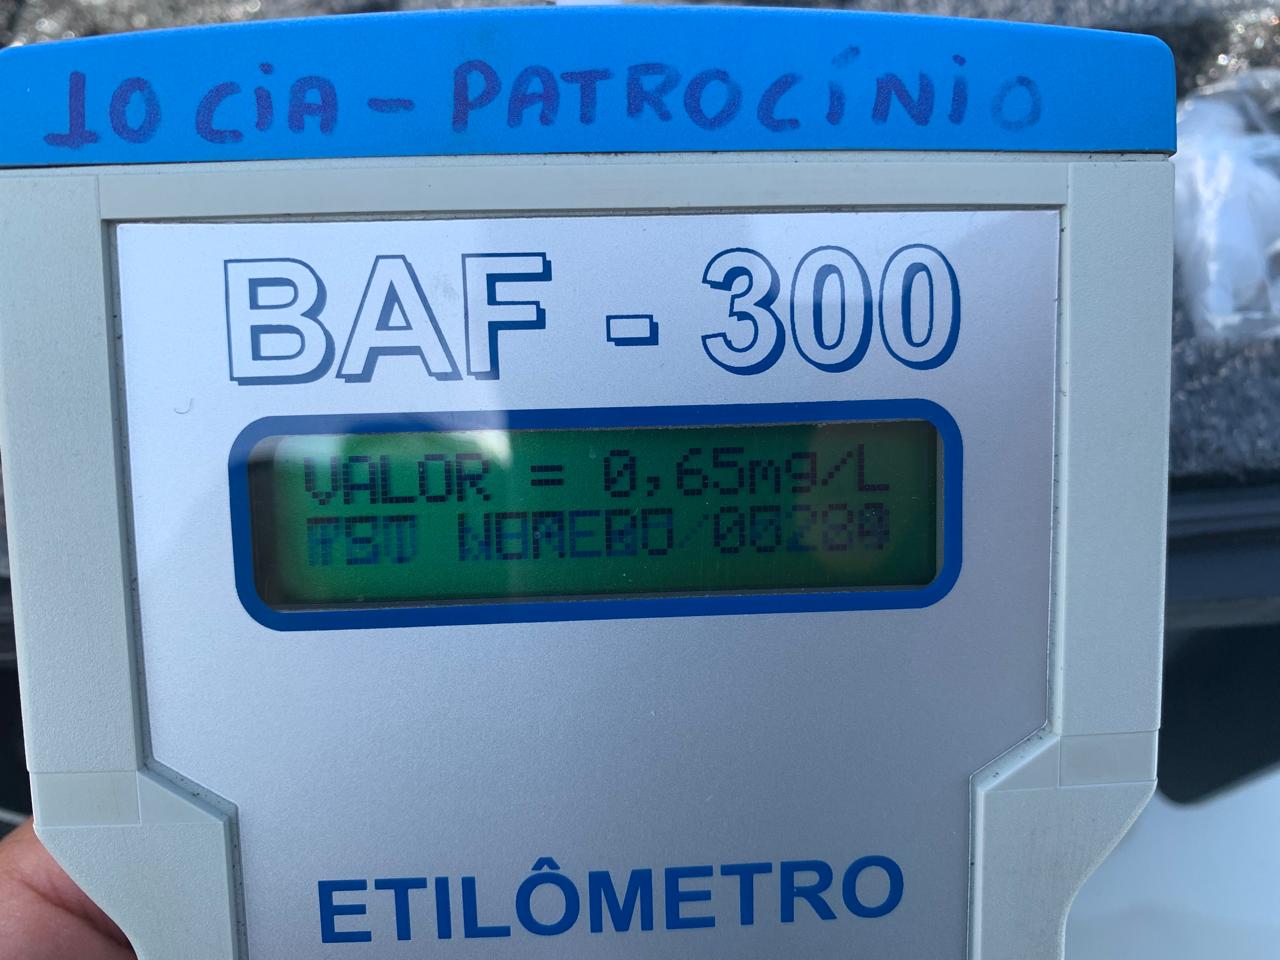 10 CiA - PATROCÍNiO
BAF - 300
VALOR = 0,65mg/L
ETILÔMETRO